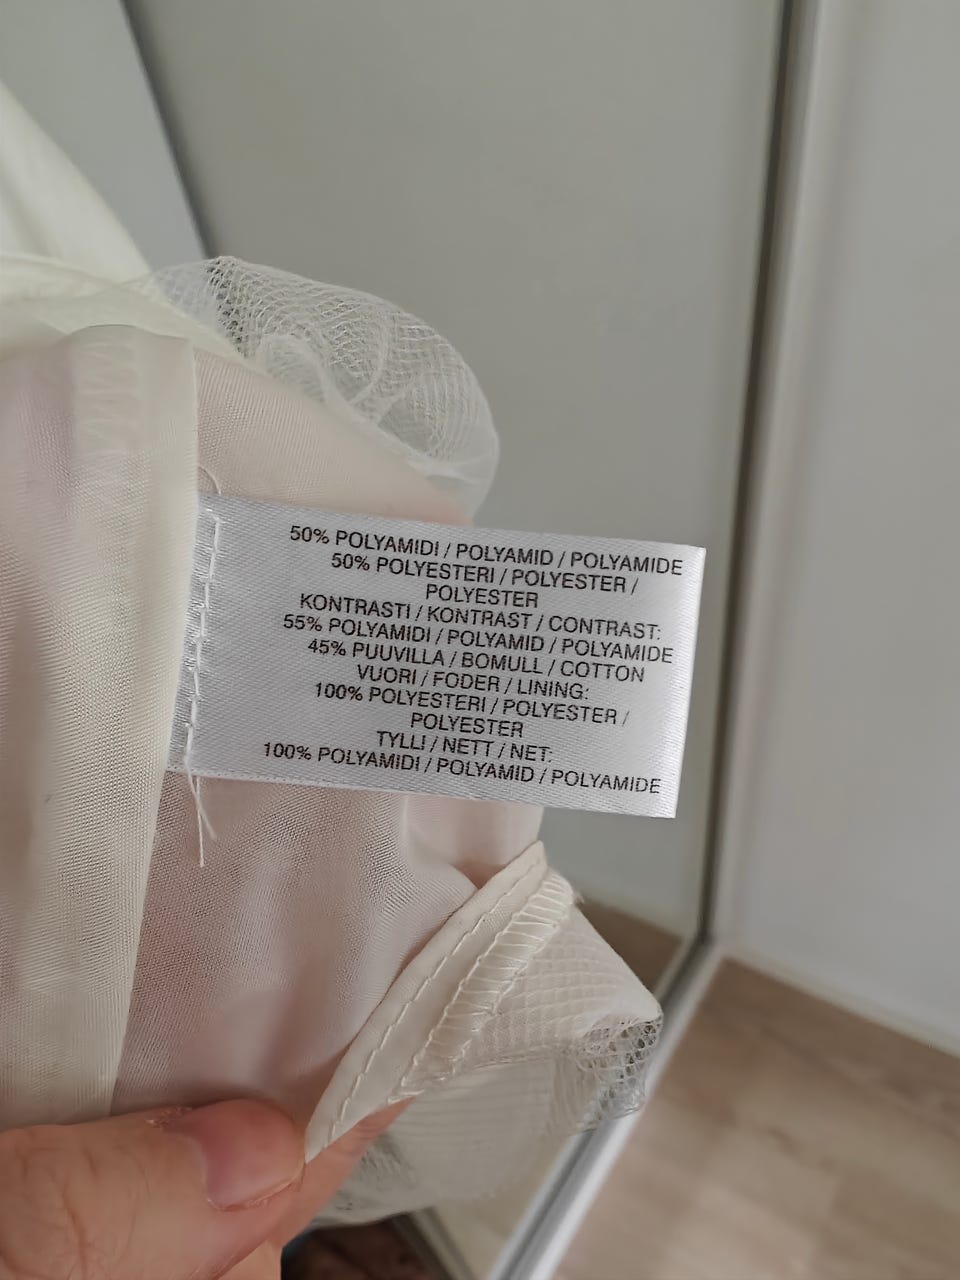 50% POLYAMIDI / POLYAMID / POLYAMIDE
50% POLYESTERI / POLYESTER /
POLYESTER
KONTRASTI / KONTRAST / CONTRAST:
55% POLYAMIDI / POLYAMID / POLYAMIDE
45% PUUVILLA / BOMULL / COTTON
VUORI / FODER / LINING:
100% POLYESTERI / POLYESTER /
POLYESTER
TYLLI / NETT / NET:
100% POLYAMIDI / POLYAMID / POLYAMIDE